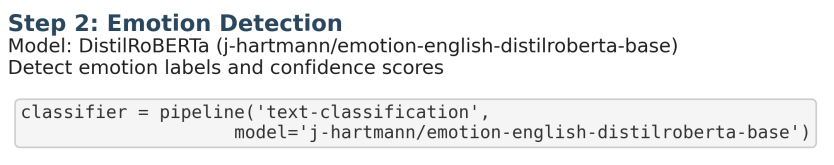 Step 2: Emotion Detection
Model: DistilRoBERTa (j-hartmann/emotion-english-distilroberta-base)
Detect emotion labels and confidence scores
classifier = pipeline('text-classification',
                    model='j-hartmann/emotion-english-distilroberta-base')